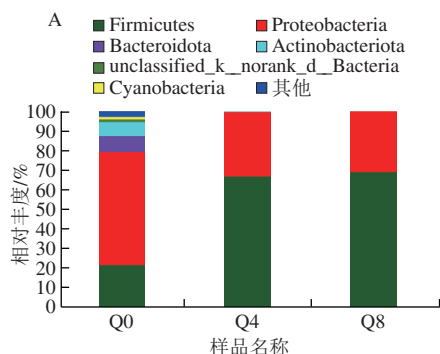 A
Firmicutes Proteobacteria
Bacteroidota Actinobacteriota
unclassified_k__norank_d__Bacteria
Cyanobacteria 其他
100
90
80
70
60
50
40
30
20
10
0
相对丰度/%
Q0 Q4 Q8
样品名称